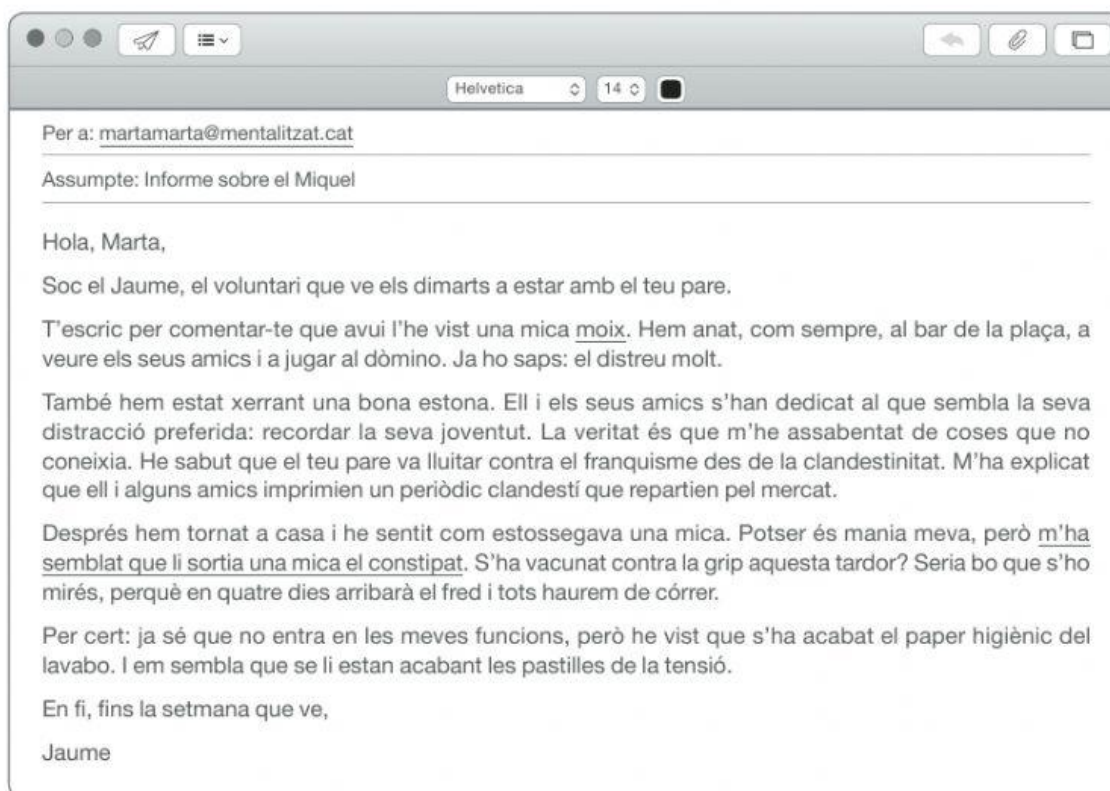 Helvetica 14
Per a: martamarta@mentalitzat.cat
Assumpte: Informe sobre el Miquel
Hola, Marta,
Soc el Jaume, el voluntari que ve els dimarts a estar amb el teu pare.
T’escric per comentar-te que avui l’he vist una mica moix. Hem anat, com sempre, al bar de la plaça, a
veure els seus amics i a jugar al dòmino. Ja ho saps: el distreu molt.
També hem estat xerrant una bona estona. Ell i els seus amics s’han dedicat al que sembla la seva
distracció preferida: recordar la seva joventut. La veritat és que m’he assabentat de coses que no
coneixia. He sabut que el teu pare va lluitar contra el franquisme des de la clandestinitat. M’ha explicat
que ell i alguns amics imprimien un periòdic clandestí que repartien pel mercat.
Després hem tornat a casa i he sentit com estossegava una mica. Potser és mania meva, però m’ha
semblat que li sortia una mica el constipat. S’ha vacunat contra la grip aquesta tardor? Seria bo que s’ho
mirés, perquè en quatre dies arribarà el fred i tots haurem de córrer.
Per cert: ja sé que no entra en les meves funcions, però he vist que s’ha acabat el paper higiènic del
lavabo. I em sembla que se li estan acabant les pastilles de la tensió.
En fi, fins la setmana que ve,
Jaume